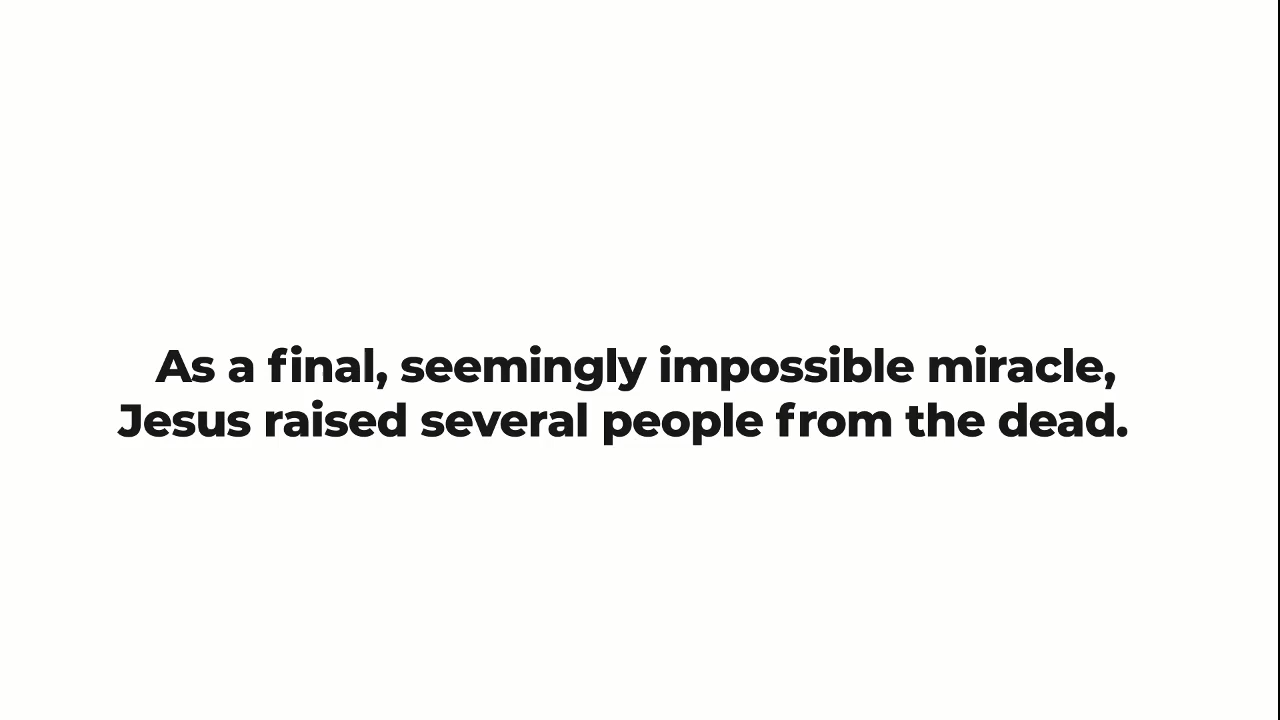 As a final, seemingly impossible miracle,
Jesus raised several people from the dead.